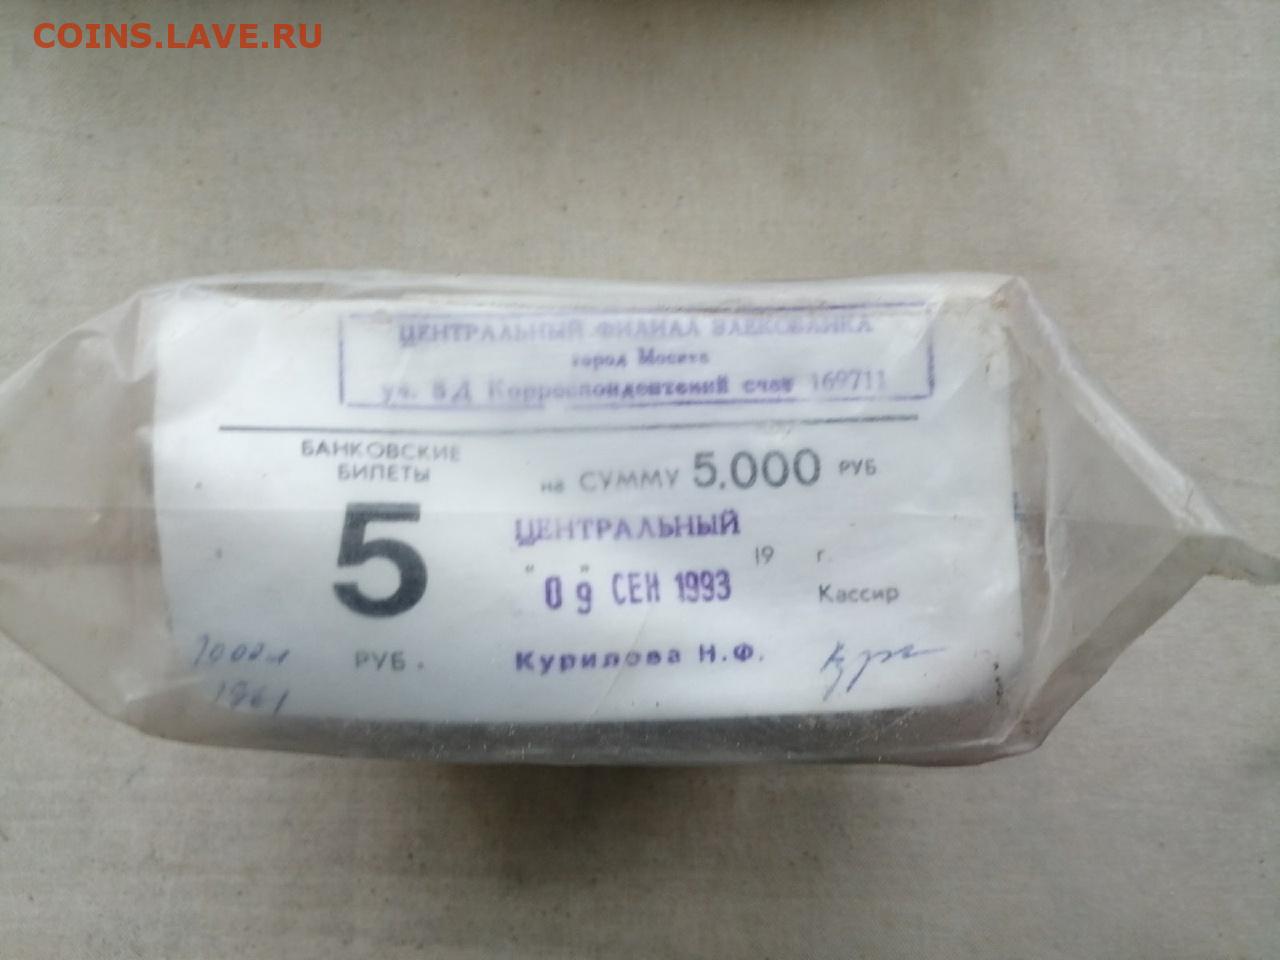 COINS.LAVE.RU
ЦЕНТРАЛЬНЫЙ ФИЛИАЛ
город Москва
уч. Корреспондентский счет 169711
БАНКОВСКИЕ
БИЛЕТЫ
на СУММУ 5.000 РУБ
5
РУБ.
ЦЕНТРАЛЬНЫЙ
" " 19 г.
09 СЕН 1993
Кассир
Курилова Н.Ф.
1961